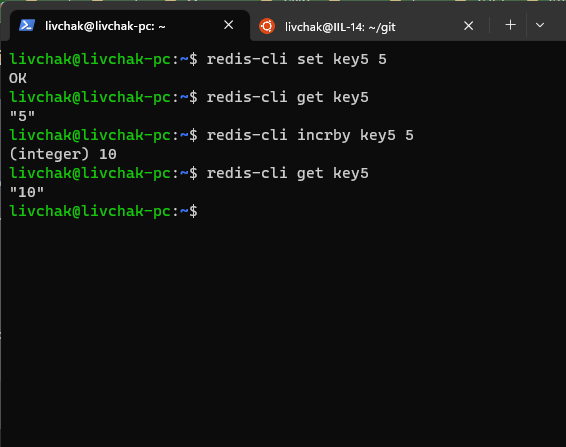 livchak@livchak-pc: ~
livchak@IIL-14: ~/git
livchak@livchak-pc:~$ redis-cli set key5 5
OK
livchak@livchak-pc:~$ redis-cli get key5
"5"
livchak@livchak-pc:~$ redis-cli incrby key5 5
(integer) 10
livchak@livchak-pc:~$ redis-cli get key5
"10"
livchak@livchak-pc:~$